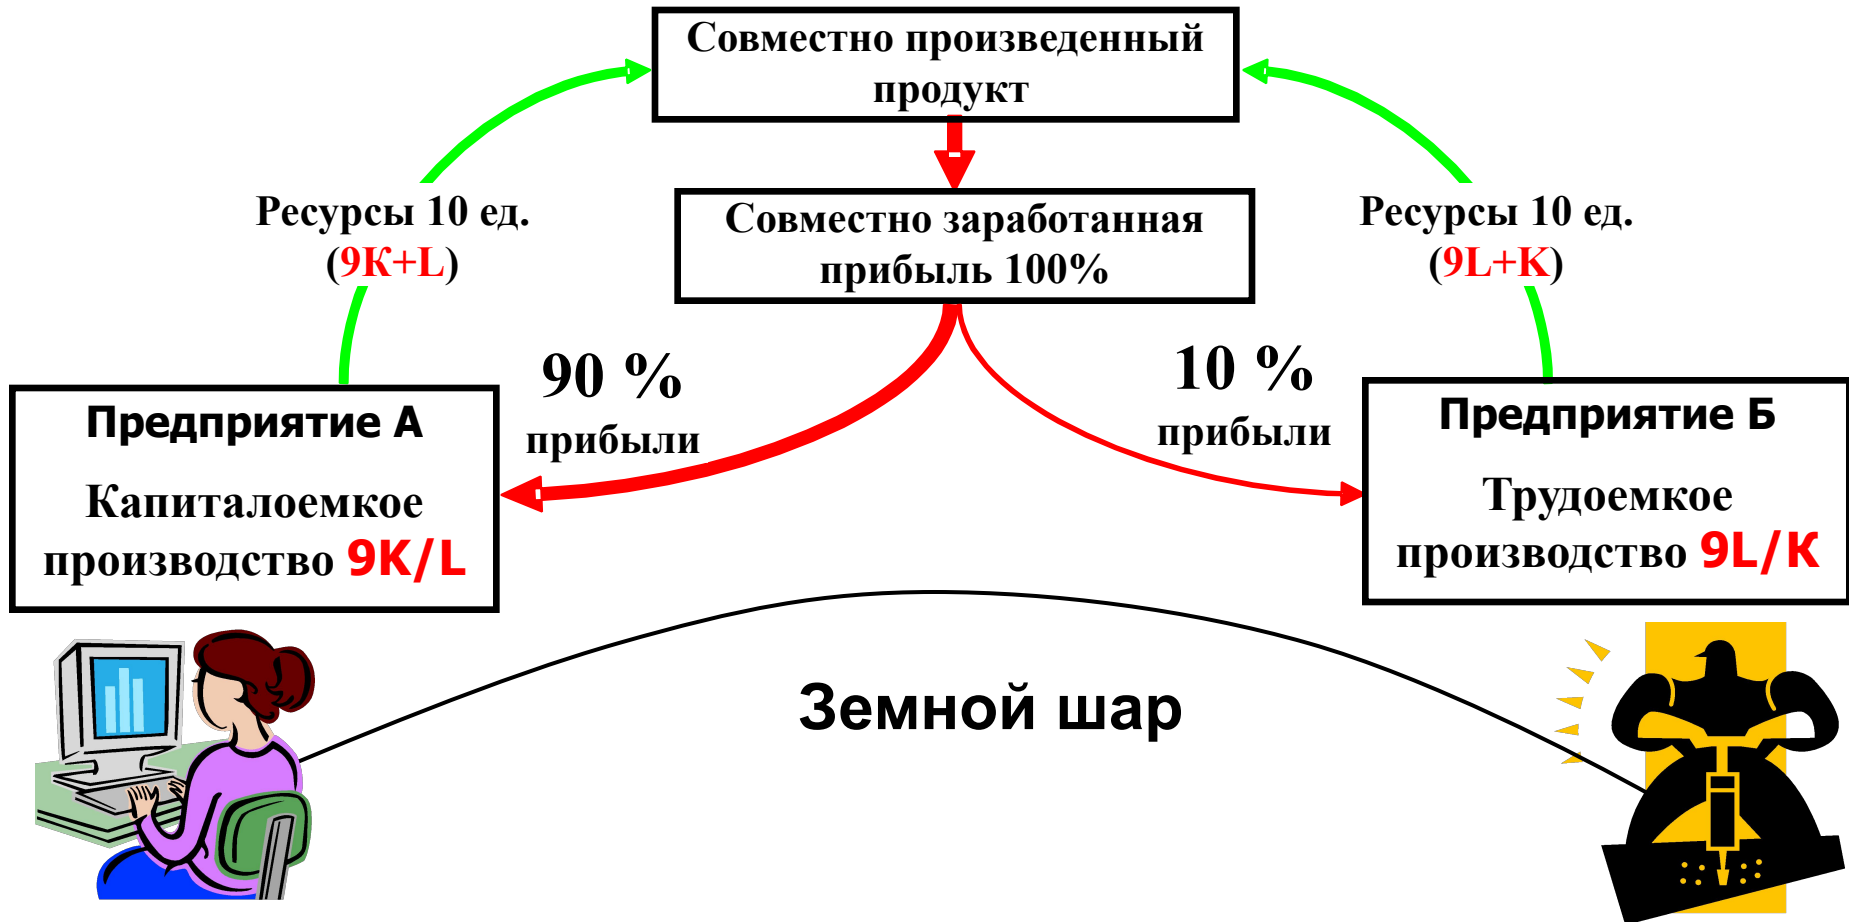 Совместно произведенный
продукт
Ресурсы 10 ед.
(9К+L)
Совместно заработанная
прибыль 100%
Ресурсы 10 ед.
(9L+K)
90 %
прибыли
10 %
прибыли
Предприятие А
Капиталоемкое
производство 9K/L
Предприятие Б
Трудоемкое
производство 9L/К
Земной шар